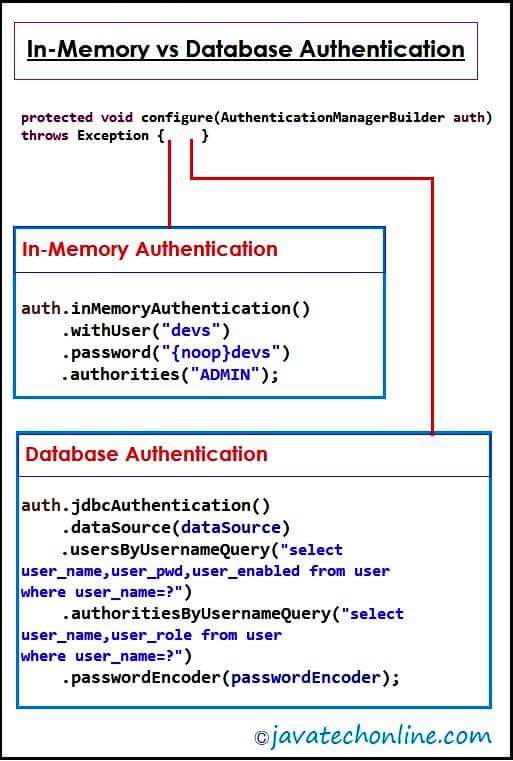 In-Memory vs Database Authentication
protected void configure(AuthenticationManagerBuilder auth)
throws Exception {    }
In-Memory Authentication
auth.inMemoryAuthentication()
.withUser("devs")
.password("{noop}devs")
.authorities("ADMIN");
Database Authentication
auth.jdbcAuthentication()
.dataSource(dataSource)
.usersByUsernameQuery("select
user_name,user_pwd,user_enabled from user
where user_name=?")
.authoritiesByUsernameQuery("select
user_name,user_role from user
where user_name=?")
.passwordEncoder(passwordEncoder);
©javatechonline.com